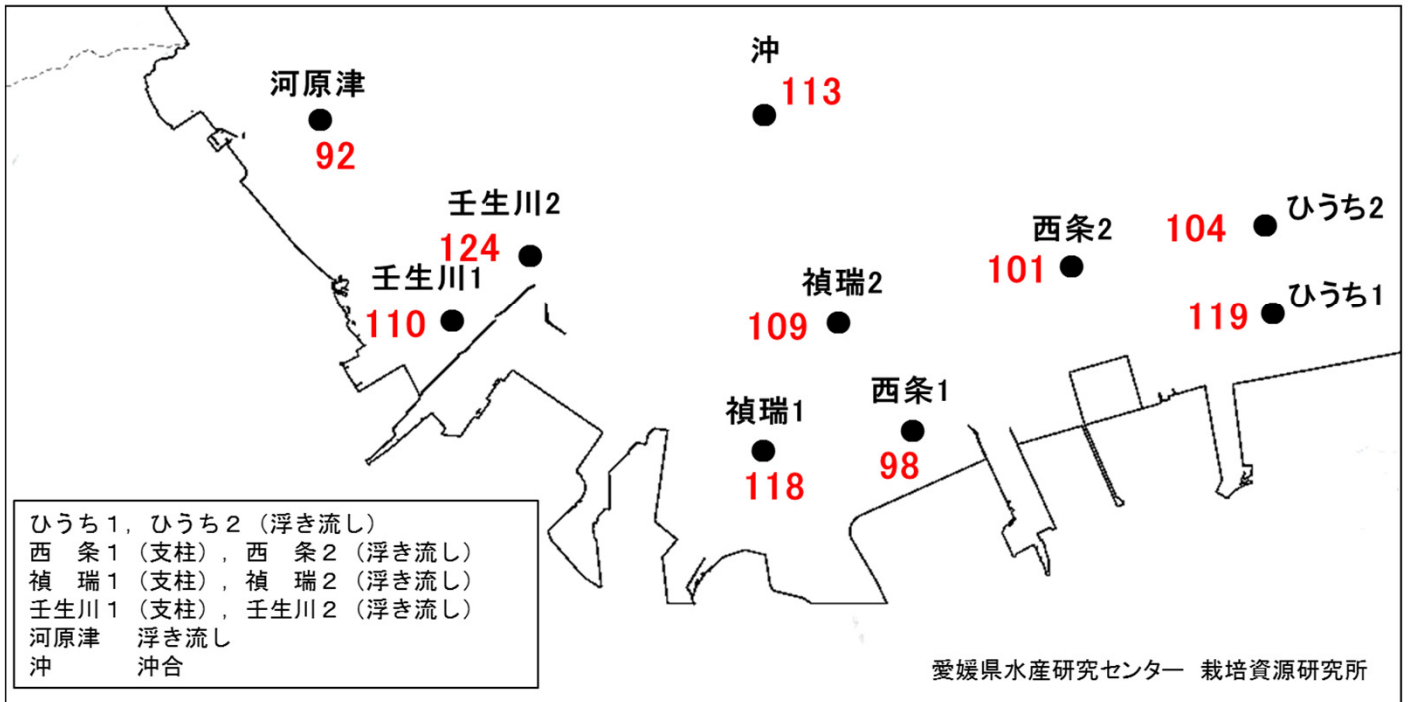 沖
113
河原津
92
壬生川2
124
ひうち2
104
西条2
101
壬生川1
110
禎瑞2
109
ひうち1
119
西条1
98
禎瑞1
118
ひうち１，ひうち２（浮き流し）
西　条１（支柱），西　条２（浮き流し）
禎　瑞１（支柱），禎　瑞２（浮き流し）
壬生川１（支柱），壬生川２（浮き流し）
河原津　浮き流し
沖　　　沖合
愛媛県水産研究センター　栽培資源研究所